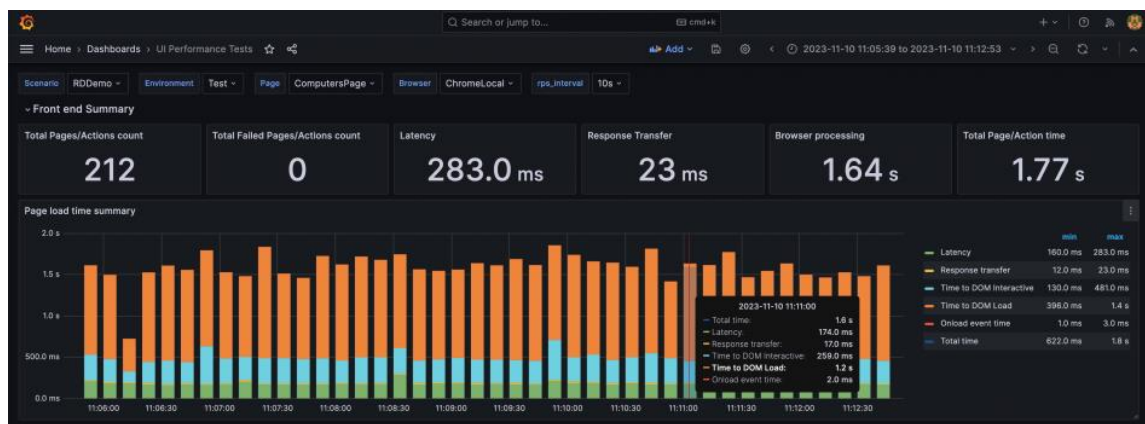 Search or jump to... cmd+k
Home › Dashboards › UI Performance Tests Add 2023-11-10 11:05:39 to 2023-11-10 11:12:53
Scenario RDDemo Environment Test Page ComputersPage Browser ChromeLocal rps_interval 10s
Front end Summary
Total Pages/Actions count
212
Total Failed Pages/Actions count
0
Latency
283.0 ms
Response Transfer
23 ms
Browser processing
1.64 s
Total Page/Action time
1.77 s
Page load time summary
2.0 s
1.5 s
1.0 s
500.0 ms
0.0 ms
11:06:00 11:06:30 11:07:00 11:07:30 11:08:00 11:08:30 11:09:00 11:09:30 11:10:00 11:10:30 11:11:00 11:11:30 11:12:00 11:12:30
2023-11-10 11:11:00
Total time: 1.6 s
Latency: 174.0 ms
Response transfer: 17.0 ms
Time to DOM Interactive: 259.0 ms
Time to DOM Load: 1.2 s
Onload event time: 2.0 ms
min max
Latency 160.0 ms 283.0 ms
Response transfer 12.0 ms 23.0 ms
Time to DOM Interactive 130.0 ms 481.0 ms
Time to DOM Load 396.0 ms 1.4 s
Onload event time 1.0 ms 3.0 ms
Total time 622.0 ms 1.8 s